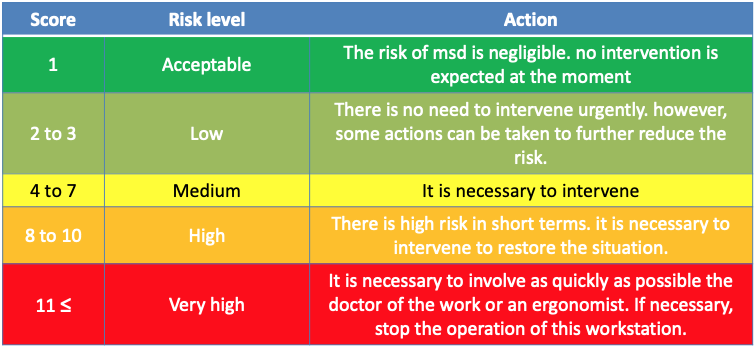 Score Risk level Action
1 Acceptable The risk of msd is negligible. no intervention is
expected at the moment
2 to 3 Low There is no need to intervene urgently. however,
some actions can be taken to further reduce the
risk.
4 to 7 Medium It is necessary to intervene
8 to 10 High There is high risk in short terms. it is necessary to
intervene to restore the situation.
11 ≤ Very high It is necessary to involve as quickly as possible the
doctor of the work or an ergonomist. If necessary,
stop the operation of this workstation.